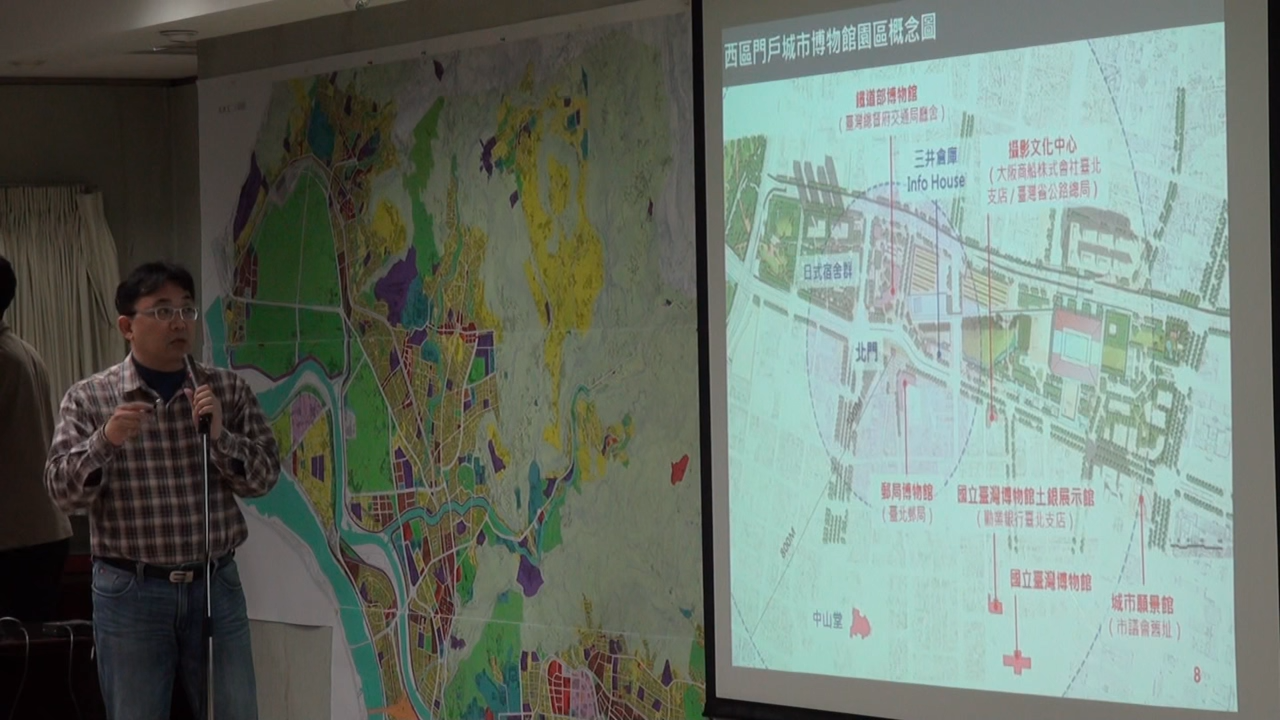 西區門戶城市博物館園區概念圖
鐵道部博物館
(臺灣總督府交通局廳舍)
三井倉庫
Info House
攝影文化中心
(大阪商船株式會社臺北
支店/臺灣省公路總局)
日式宿舍群
北門
郵局博物館
(臺北郵局)
國立臺灣博物館土銀展示館
(勸業銀行臺北支店)
800M
國立臺灣博物館
城市願景館
(市議會舊址)
中山堂
8